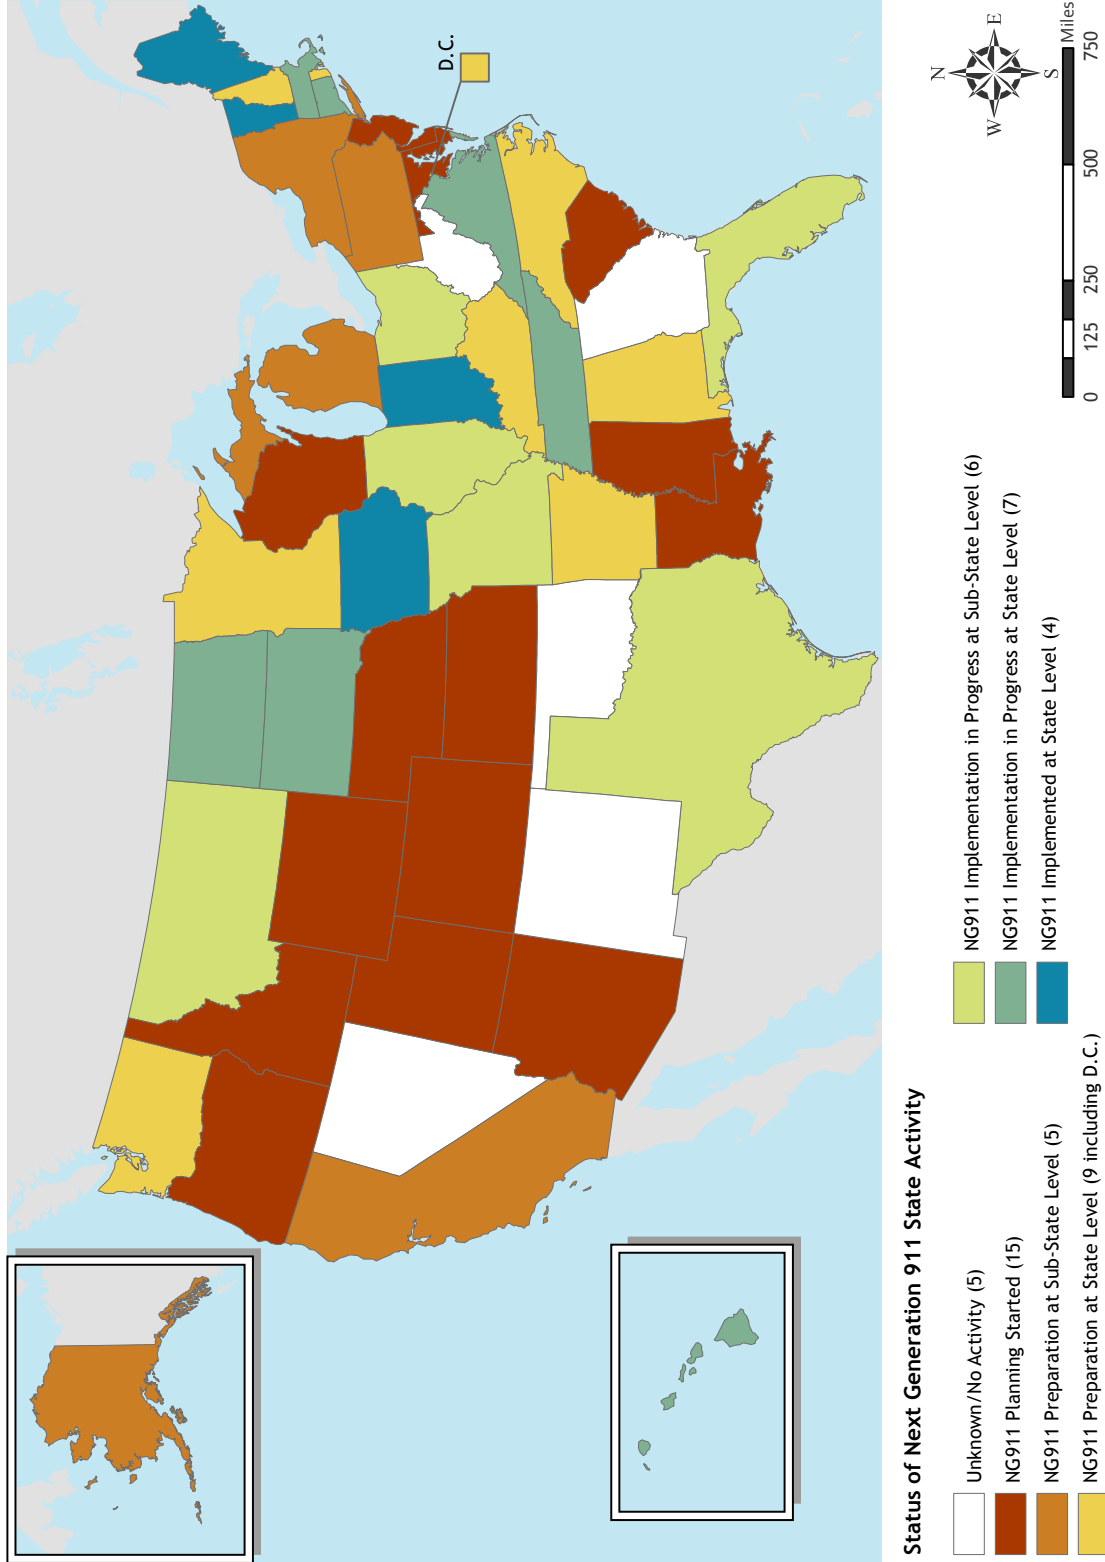 D.C.
Status of Next Generation 911 State Activity
Unknown/No Activity (5)
NG911 Planning Started (15)
NG911 Preparation at Sub-State Level (5)
NG911 Preparation at State Level (9 including D.C.)
NG911 Implementation in Progress at Sub-State Level (6)
NG911 Implementation in Progress at State Level (7)
NG911 Implemented at State Level (4)
N
W E
S
0 125 250 500 750
Miles